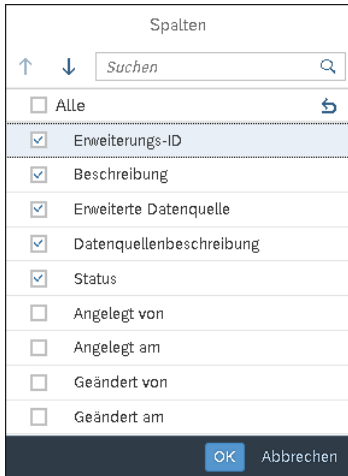 Spalten
Suchen
Alle
Erweiterungs-ID
Beschreibung
Erweiterte Datenquelle
Datenquellenbeschreibung
Status
Angelegt von
Angelegt am
Geändert von
Geändert am
OK Abbrechen